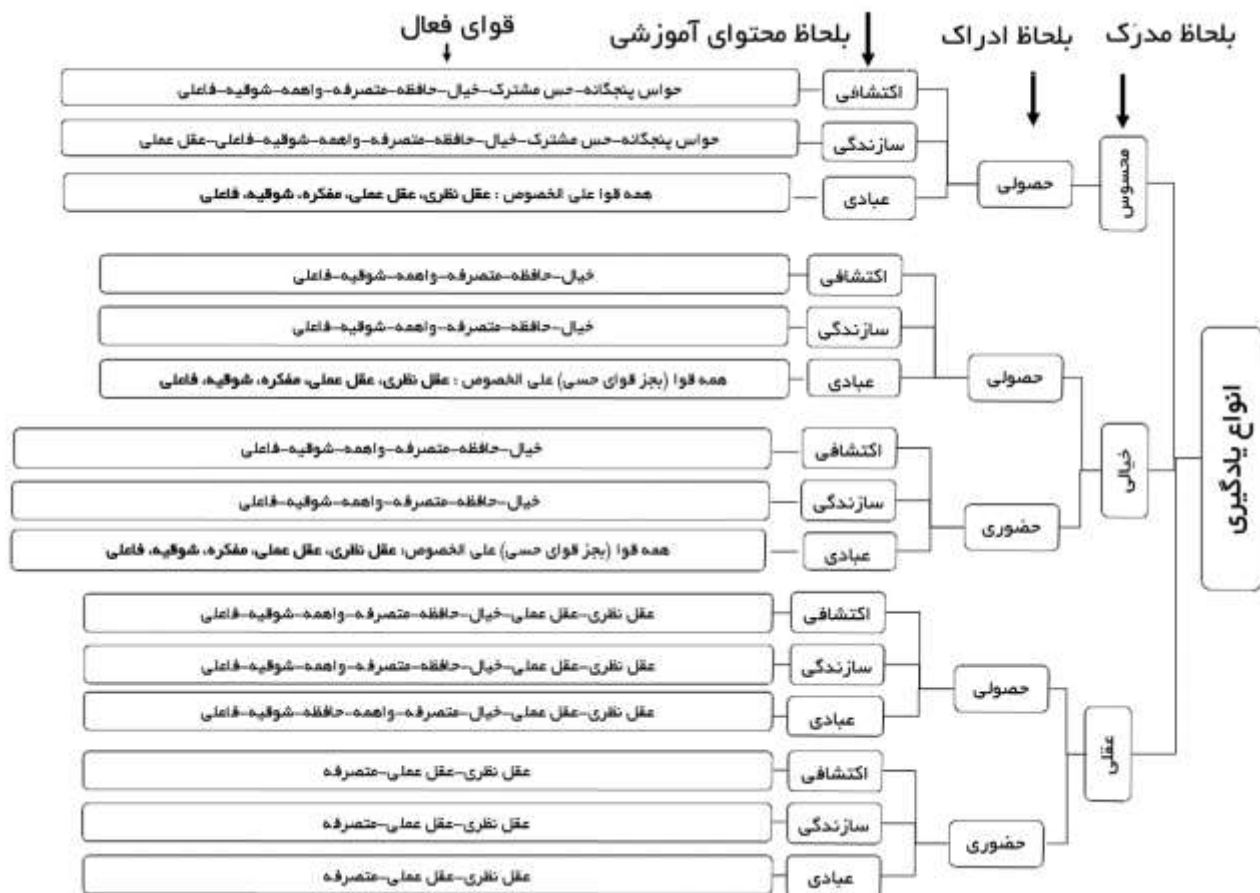 بلحاظ مدرَک
بلحاظ ادراک
بلحاظ محتوای آموزشی
قوای فعال
انواع یادگیری
محسوس
حصولی
اکتشافی
حواس پنجگانه-حس مشترک-خیال-حافظه-متصرفه-واهمه-شوقیه-فاعلی
سازندگی
حواس پنجگانه-حس مشترک-خیال-حافظه-متصرفه-واهمه-شوقیه-فاعلی-عقل عملی
عبادی
همه قوا علی الخصوص : عقل نظری، عقل عملی، مفکره، شوقیه، فاعلی
خیالی
حصولی
اکتشافی
خیال-حافظه-متصرفه-واهمه-شوقیه-فاعلی
سازندگی
خیال-حافظه-متصرفه-واهمه-شوقیه-فاعلی
عبادی
همه قوا (بجز قوای حسی) علی الخصوص : عقل نظری، عقل عملی، مفکره، شوقیه، فاعلی
حضوری
اکتشافی
خیال-حافظه-متصرفه-واهمه-شوقیه-فاعلی
سازندگی
خیال-حافظه-متصرفه-واهمه-شوقیه-فاعلی
عبادی
همه قوا (بجز قوای حسی) علی الخصوص: عقل نظری، عقل عملی، مفکره، شوقیه، فاعلی
عقلی
حصولی
اکتشافی
عقل نظری-عقل عملی-خیال-حافظه-متصرفه-واهمه-شوقیه-فاعلی
سازندگی
عقل نظری-عقل عملی-خیال-حافظه-متصرفه-واهمه-شوقیه-فاعلی
عبادی
عقل نظری-عقل عملی-خیال-متصرفه-واهمه-حافظه-شوقیه-فاعلی
حضوری
اکتشافی
عقل نظری-عقل عملی-متصرفه
سازندگی
عقل نظری-عقل عملی-متصرفه
عبادی
عقل نظری-عقل عملی-متصرفه